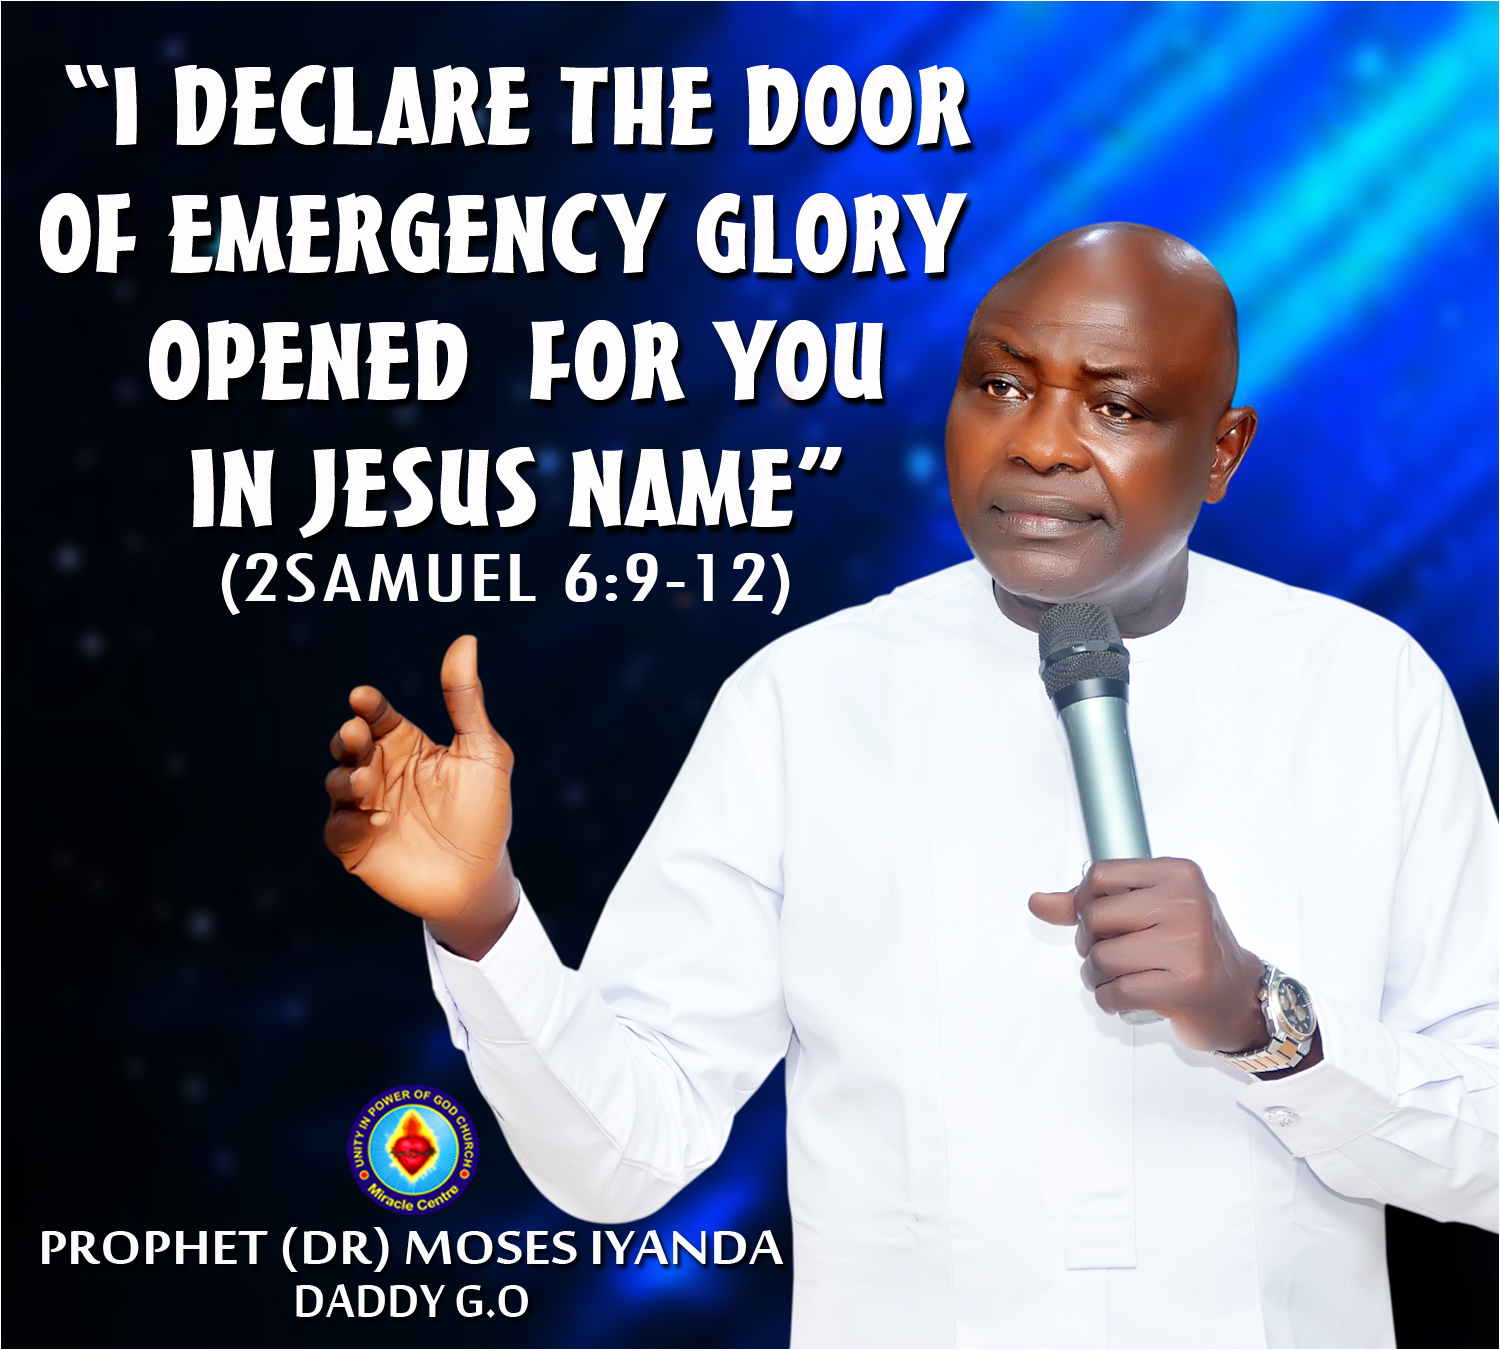 “I DECLARE THE DOOR
OF EMERGENCY GLORY
OPENED FOR YOU
IN JESUS NAME”
(2SAMUEL 6:9-12)
UNITY IN POWER OF GOD CHURCH
Miracle Centre
PROPHET (DR) MOSES IYANDA
DADDY G.O